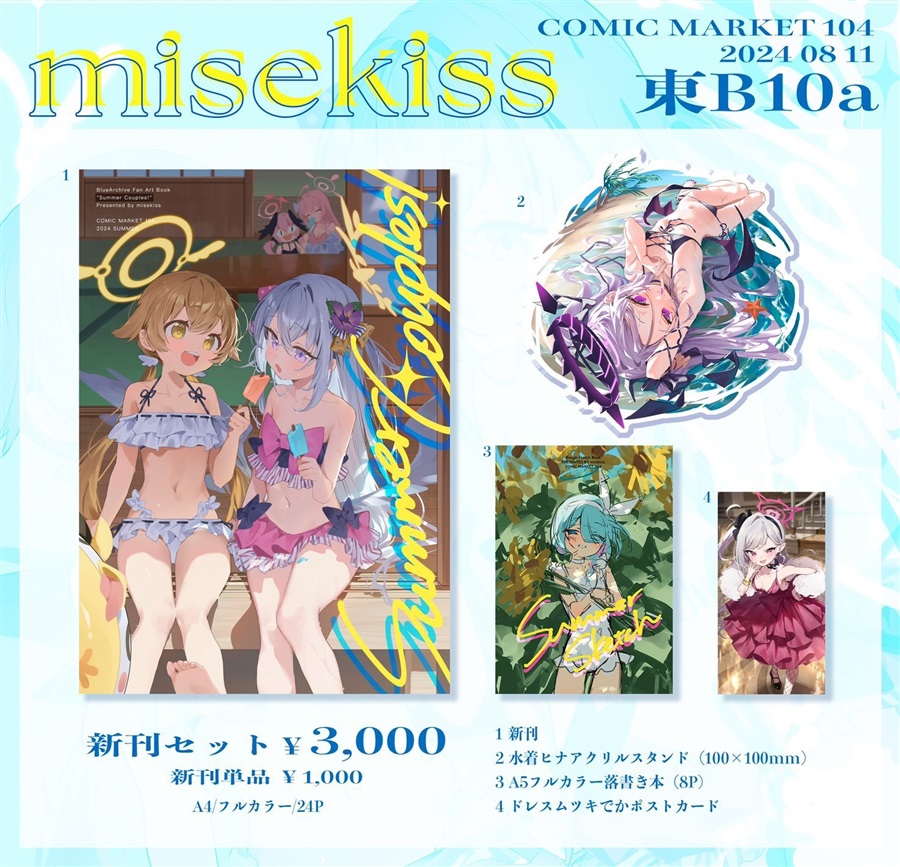 misekiss
COMIC MARKET 104
2024 08 11
東B10a
1
BlueArchive Fan Art Book
"Summer Couples!"
Presented by misekiss
COMIC MARKET 104
2024 SUMMER
Summer Couples!
2
3
COMIC MARKET 104
Summer
Sketch
4
新刊セット ¥3,000
新刊単品 ¥1,000
A4/フルカラー/24P
1 新刊
2 水着ヒナアクリルスタンド（100×100mm）
3 A5フルカラー落書き本（8P）
4 ドレスムツキでかポストカード